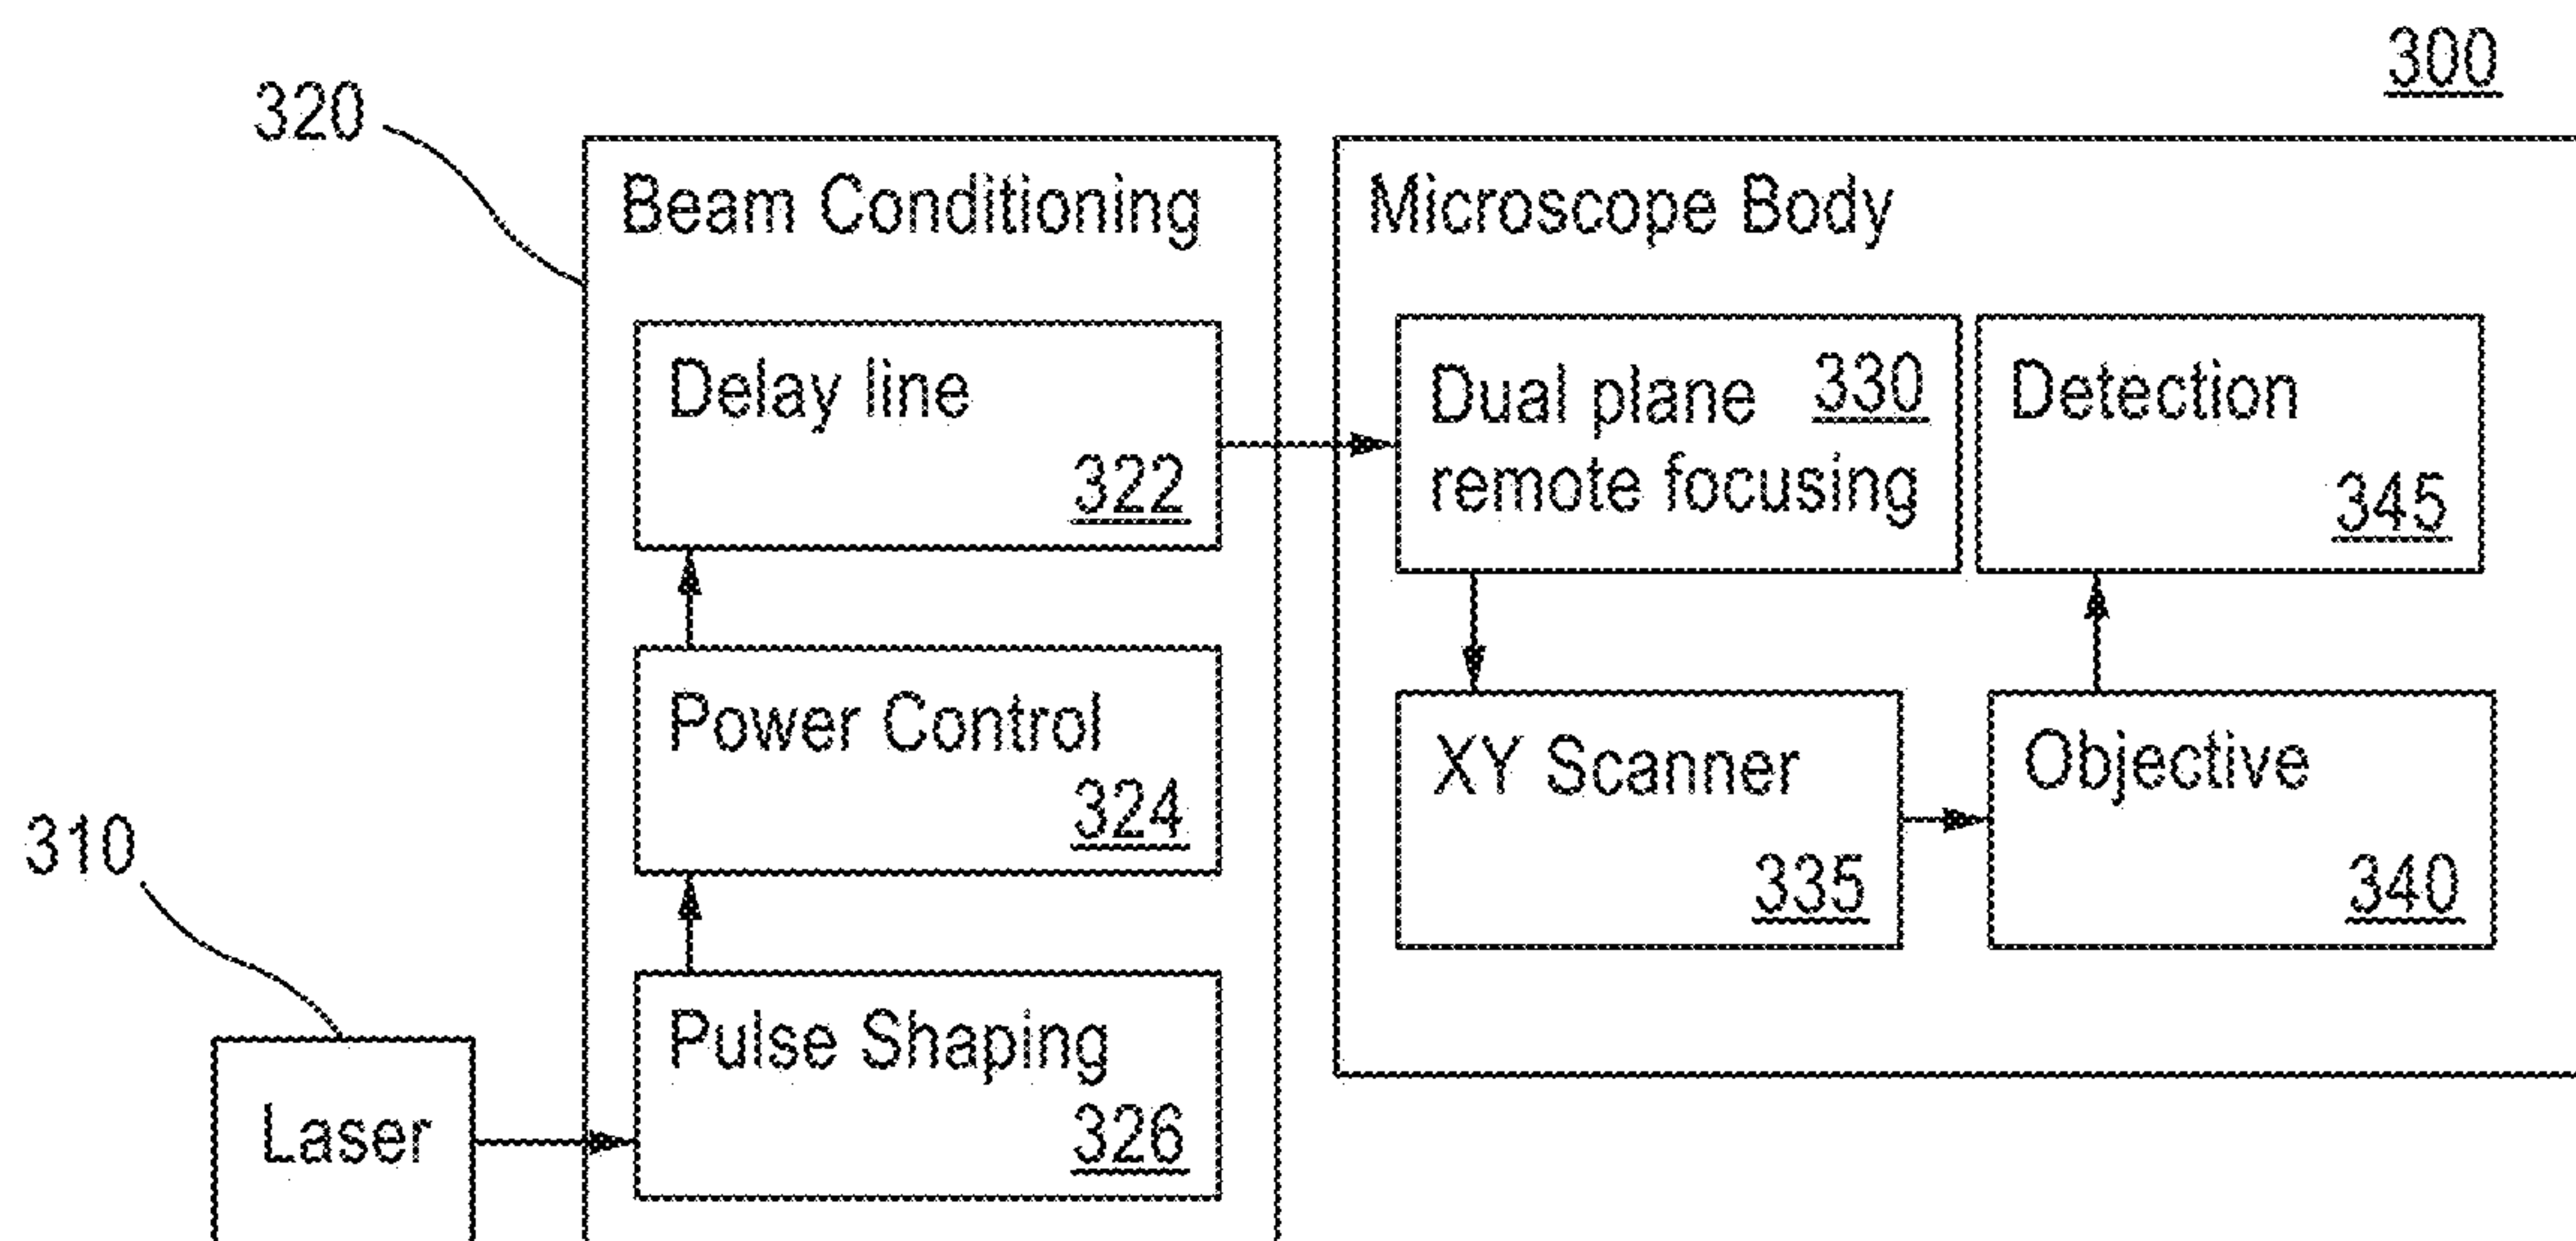 300
320
Beam Conditioning
Delay line
322
Power Control
324
Pulse Shaping
326
310
Laser
Microscope Body
Dual plane 330
remote focusing
Detection
345
XY Scanner
335
Objective
340